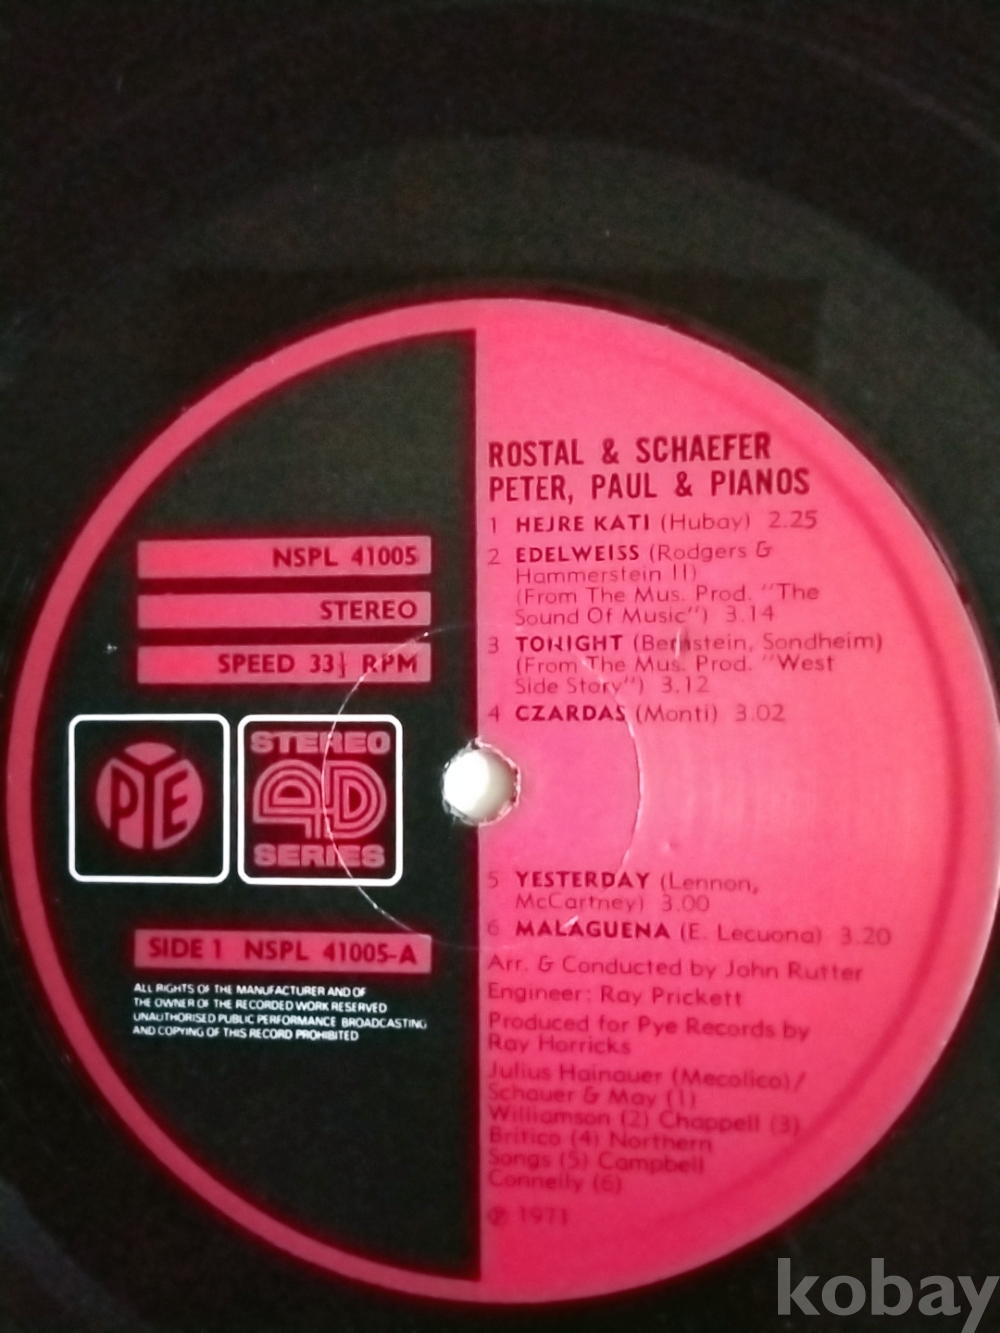 ROSTAL & SCHAEFER
PETER, PAUL & PIANOS
1 HEJRE KATI (Hubay) 2.25
2 EDELWEISS (Rodgers &
Hammerstein II)
(From The Mus. Prod. "The
Sound Of Music") 3.14
3 TONIGHT (Bernstein, Sondheim)
(From The Mus. Prod. "West
Side Story") 3.12
4 CZARDAS (Monti) 3.02
5 YESTERDAY (Lennon,
McCartney) 3.00
6 MALAGUENA (E. Lecuona) 3.20
Arr. & Conducted by John Rutter
Engineer: Ray Prickett
Produced for Pye Records by
Ray Horricks
Julius Hainauer (Mecolico)/
Schauer & May (1)
Williamson (2) Chappell (3)
Britico (4) Northern
Songs (5) Campbell
Connelly (6)
℗ 1971
NSPL 41005
STEREO
SPEED 33⅓ RPM
PYE
STEREO
4D
SERIES
SIDE 1 NSPL 41005-A
ALL RIGHTS OF THE MANUFACTURER AND OF
THE OWNER OF THE RECORDED WORK RESERVED
UNAUTHORISED PUBLIC PERFORMANCE BROADCASTING
AND COPYING OF THIS RECORD PROHIBITED
kobay